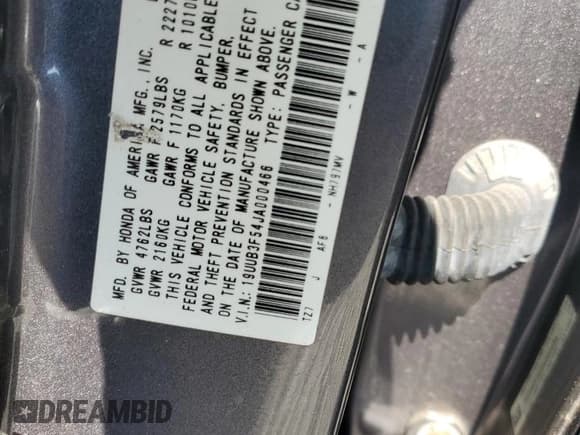 MFD. BY HONDA OF AMERICA MFG., INC.
GVWR 4762LBS GAWR F 2579LBS R 2227
GVWR 2160KG GAWR F 1170KG R 1010
THIS VEHICLE CONFORMS TO ALL APPLICABLE
FEDERAL MOTOR VEHICLE SAFETY, BUMPER,
AND THEFT PREVENTION STANDARDS IN EFFECT
ON THE DATE OF MANUFACTURE SHOWN ABOVE.
V.I.N.: 19UUB3F54JA000466 TYPE: PASSENGER CA
TZ7 J AF6 - NH797MV - W - A
DREAMBID